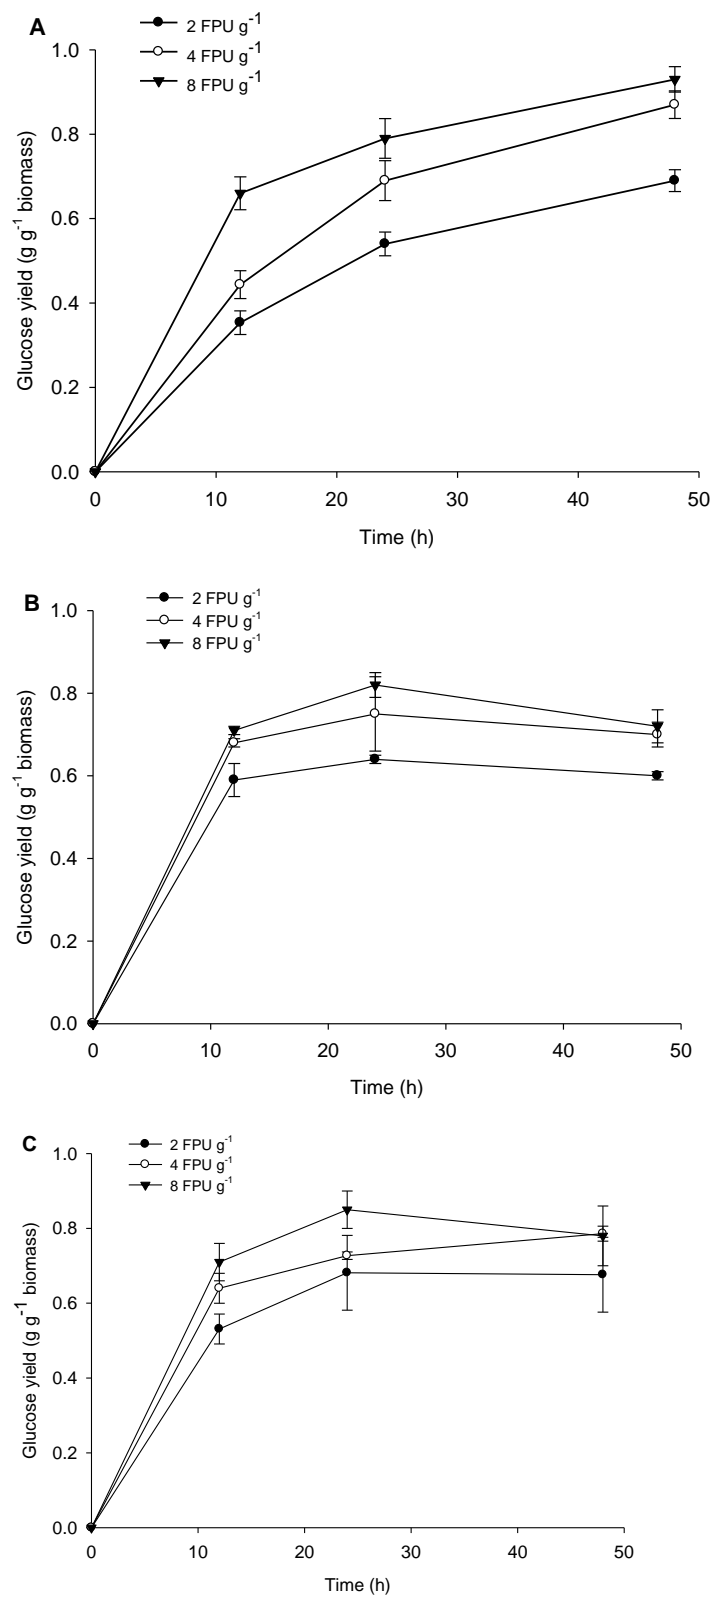 A
2 FPU g-1
4 FPU g-1
8 FPU g-1
1.0
0.8
0.6
0.4
0.2
0.0
Glucose yield (g g-1 biomass)
0 10 20 30 40 50
Time (h)
B
2 FPU g-1
4 FPU g-1
8 FPU g-1
1.0
0.8
0.6
0.4
0.2
0.0
Glucose yield (g g-1 biomass)
0 10 20 30 40 50
Time (h)
C
2 FPU g-1
4 FPU g-1
8 FPU g-1
1.0
0.8
0.6
0.4
0.2
0.0
Glucose yield (g g-1 biomass)
0 10 20 30 40 50
Time (h)